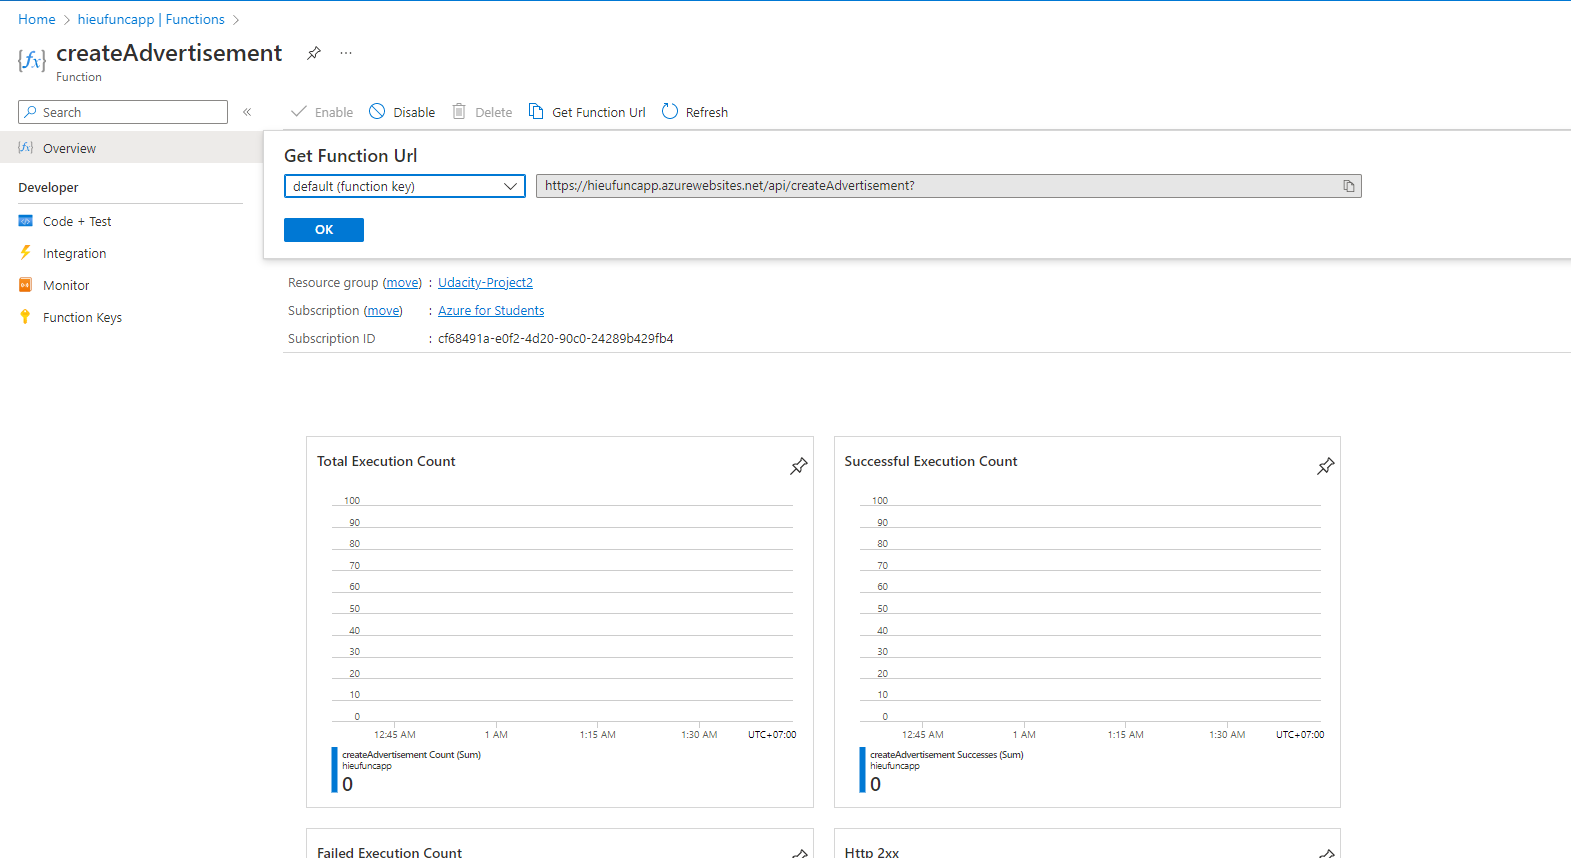 Home > hieufuncapp | Functions >
createAdvertisement ...
Function
Search «
Enable Disable Delete Get Function Url Refresh
Overview
Developer
Code + Test
Integration
Monitor
Function Keys
Get Function Url
default (function key) https://hieufuncapp.azurewebsites.net/api/createAdvertisement?
OK
Resource group (move) : Udacity-Project2
Subscription (move) : Azure for Students
Subscription ID : cf68491a-e0f2-4d20-90c0-24289b429fb4
Total Execution Count
100
90
80
70
60
50
40
30
20
10
0
12:45 AM 1 AM 1:15 AM 1:30 AM UTC+07:00
createAdvertisement Count (Sum)
hieufuncapp
0
Successful Execution Count
100
90
80
70
60
50
40
30
20
10
0
12:45 AM 1 AM 1:15 AM 1:30 AM UTC+07:00
createAdvertisement Successes (Sum)
hieufuncapp
0
Failed Execution Count
Http 2xx